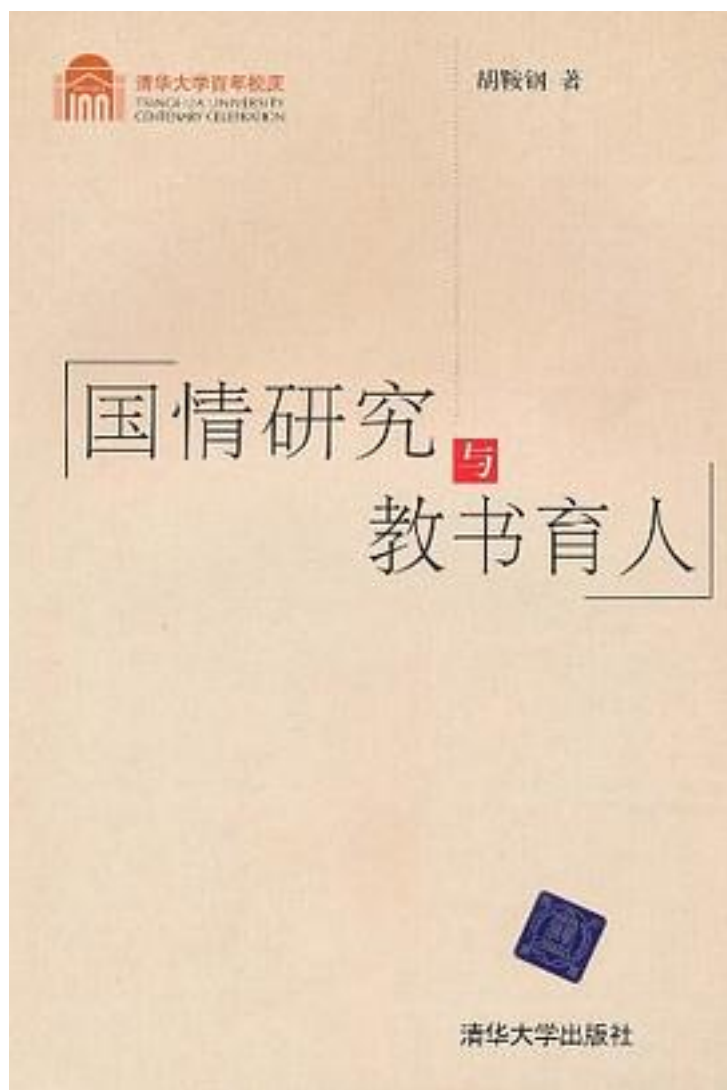 清华大学百年校庆
TSINGHUA UNIVERSITY
CENTENARY CELEBRATION
胡鞍钢 著
国情研究
与
教书育人
清华大学出版社